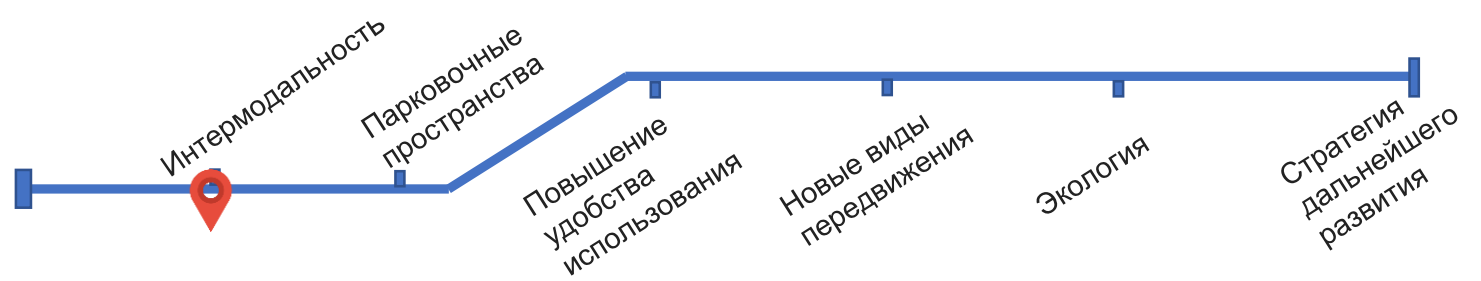 Интермодальность
Парковочные
пространства
Повышение
удобства
использования
Новые виды
передвижения
Экология
Стратегия
дальнейшего
развития